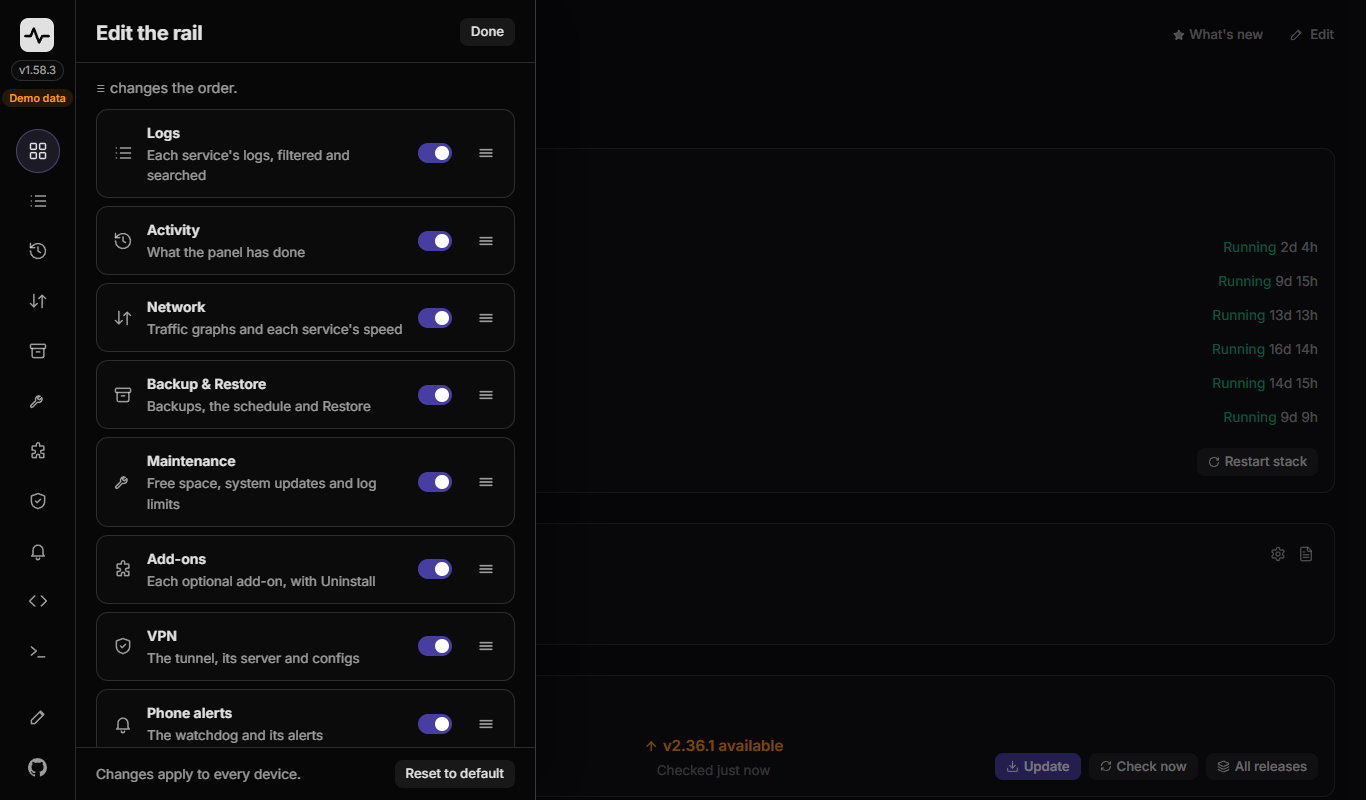 v1.58.3
Demo data
Edit the rail
Done
≡ changes the order.
Logs
Each service's logs, filtered and
searched
Activity
What the panel has done
Network
Traffic graphs and each service's speed
Backup & Restore
Backups, the schedule and Restore
Maintenance
Free space, system updates and log
limits
Add-ons
Each optional add-on, with Uninstall
VPN
The tunnel, its server and configs
Phone alerts
The watchdog and its alerts
Changes apply to every device.
Reset to default
What's new
Edit
Running 2d 4h
Running 9d 15h
Running 13d 13h
Running 16d 14h
Running 14d 15h
Running 9d 9h
Restart stack
v2.36.1 available
Checked just now
Update
Check now
All releases